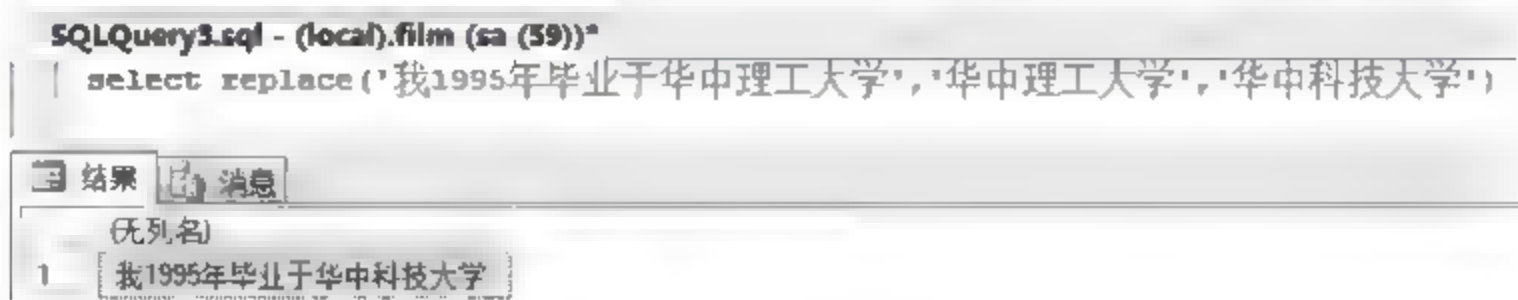 SQLQuery3.sql - (local).film (sa (59))*
select replace('我1995年毕业于华中理工大学','华中理工大学','华中科技大学')
结果 消息
(无列名)
1 我1995年毕业于华中科技大学